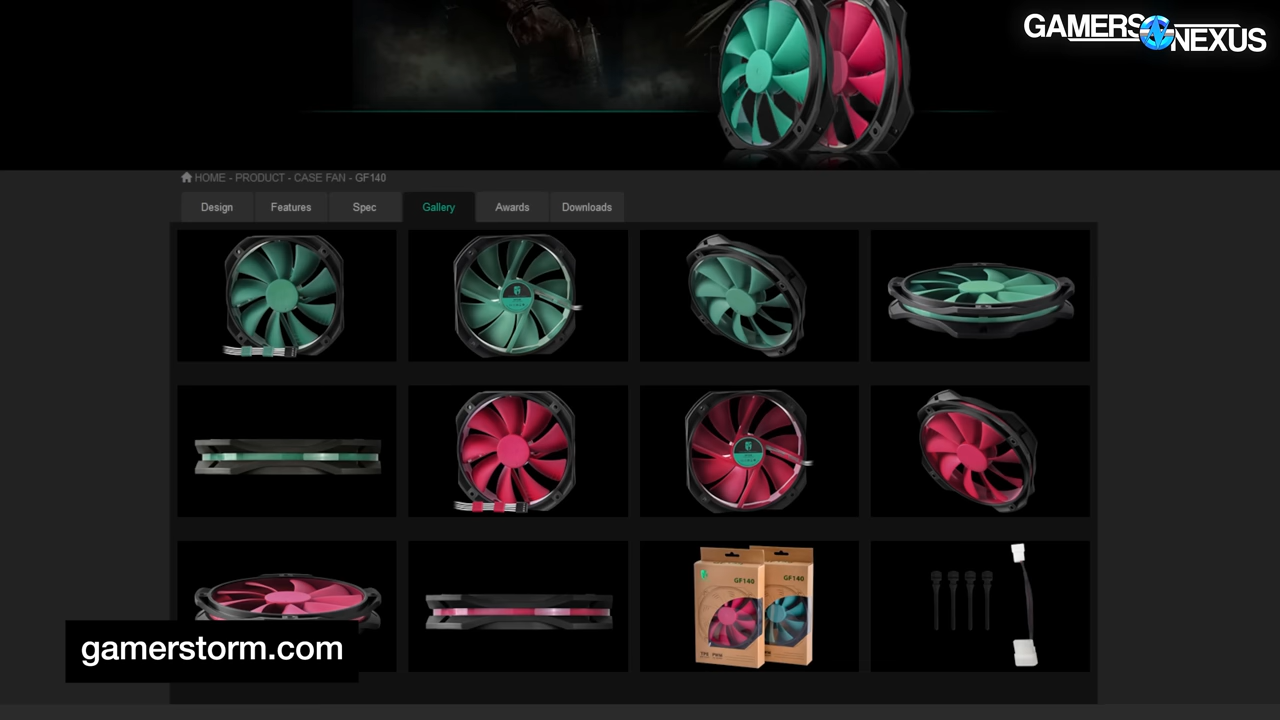 GAMERS NEXUS
HOME - PRODUCT - CASE FAN - GF140
Design Features Spec Gallery Awards Downloads
GF140 GF140
gamerstorm.com